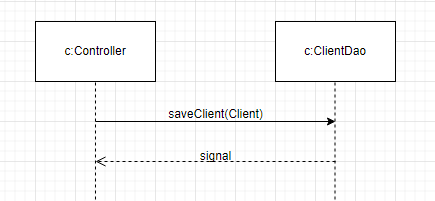 c:Controller
c:ClientDao
saveClient(Client)
signal